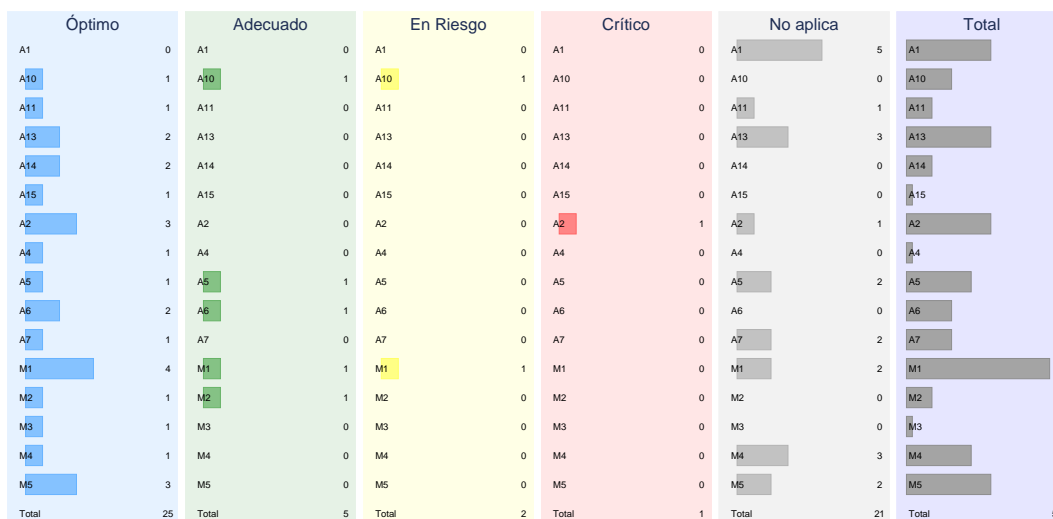 Óptimo Adecuado En Riesgo Crítico No aplica Total
A1 0 A1 0 A1 0 A1 0 A1 5 A1
A10 1 A10 1 A10 1 A10 0 A10 0 A10
A11 1 A11 0 A11 0 A11 0 A11 1 A11
A13 2 A13 0 A13 0 A13 0 A13 3 A13
A14 2 A14 0 A14 0 A14 0 A14 0 A14
A15 1 A15 0 A15 0 A15 0 A15 0 A15
A2 3 A2 0 A2 0 A2 1 A2 1 A2
A4 1 A4 0 A4 0 A4 0 A4 0 A4
A5 1 A5 1 A5 0 A5 0 A5 2 A5
A6 2 A6 1 A6 0 A6 0 A6 0 A6
A7 1 A7 0 A7 0 A7 0 A7 2 A7
M1 4 M1 1 M1 1 M1 0 M1 2 M1
M2 1 M2 1 M2 0 M2 0 M2 0 M2
M3 1 M3 0 M3 0 M3 0 M3 0 M3
M4 1 M4 0 M4 0 M4 0 M4 3 M4
M5 3 M5 0 M5 0 M5 0 M5 2 M5
Total 25 Total 5 Total 2 Total 1 Total 21 Total